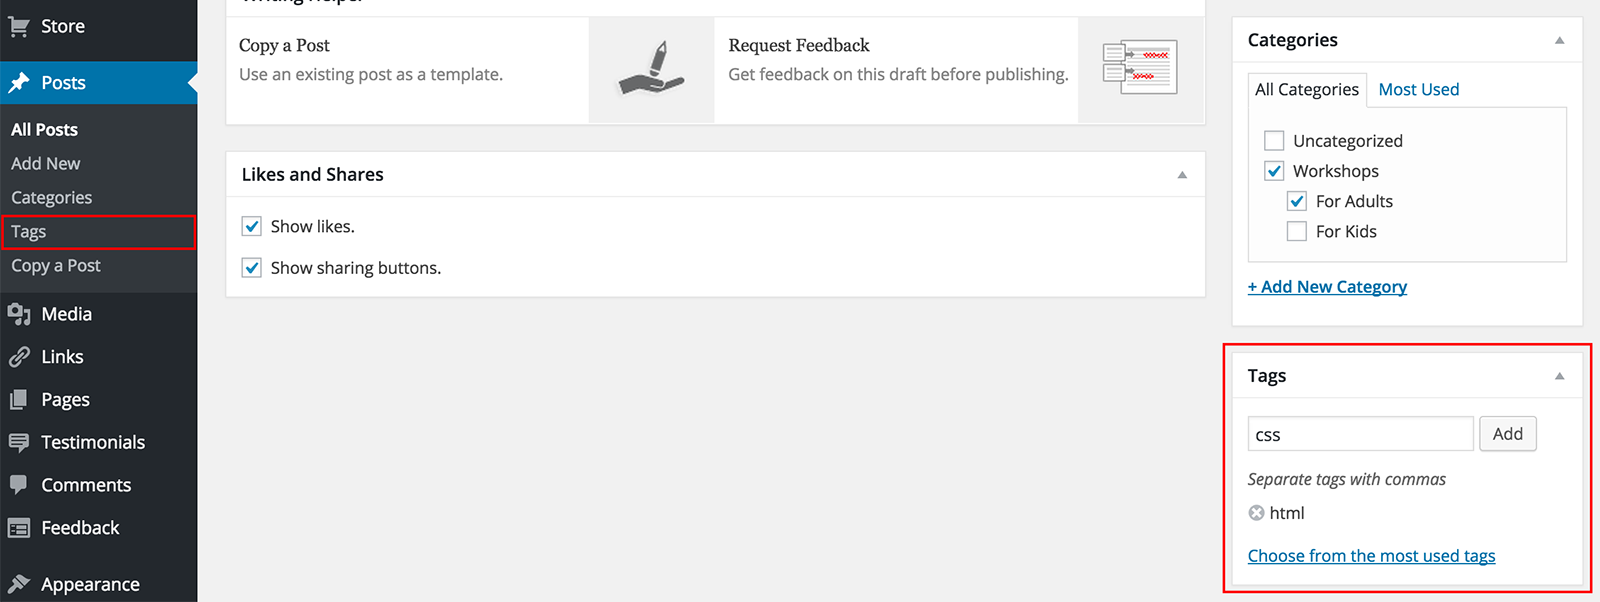 Store
Posts
All Posts
Add New
Categories
Tags
Copy a Post
Media
Links
Pages
Testimonials
Comments
Feedback
Appearance
Writing Helper
Copy a Post
Use an existing post as a template.
Request Feedback
Get feedback on this draft before publishing.
Likes and Shares
Show likes.
Show sharing buttons.
Categories
All Categories
Most Used
Uncategorized
Workshops
For Adults
For Kids
+ Add New Category
Tags
css
Add
Separate tags with commas
html
Choose from the most used tags